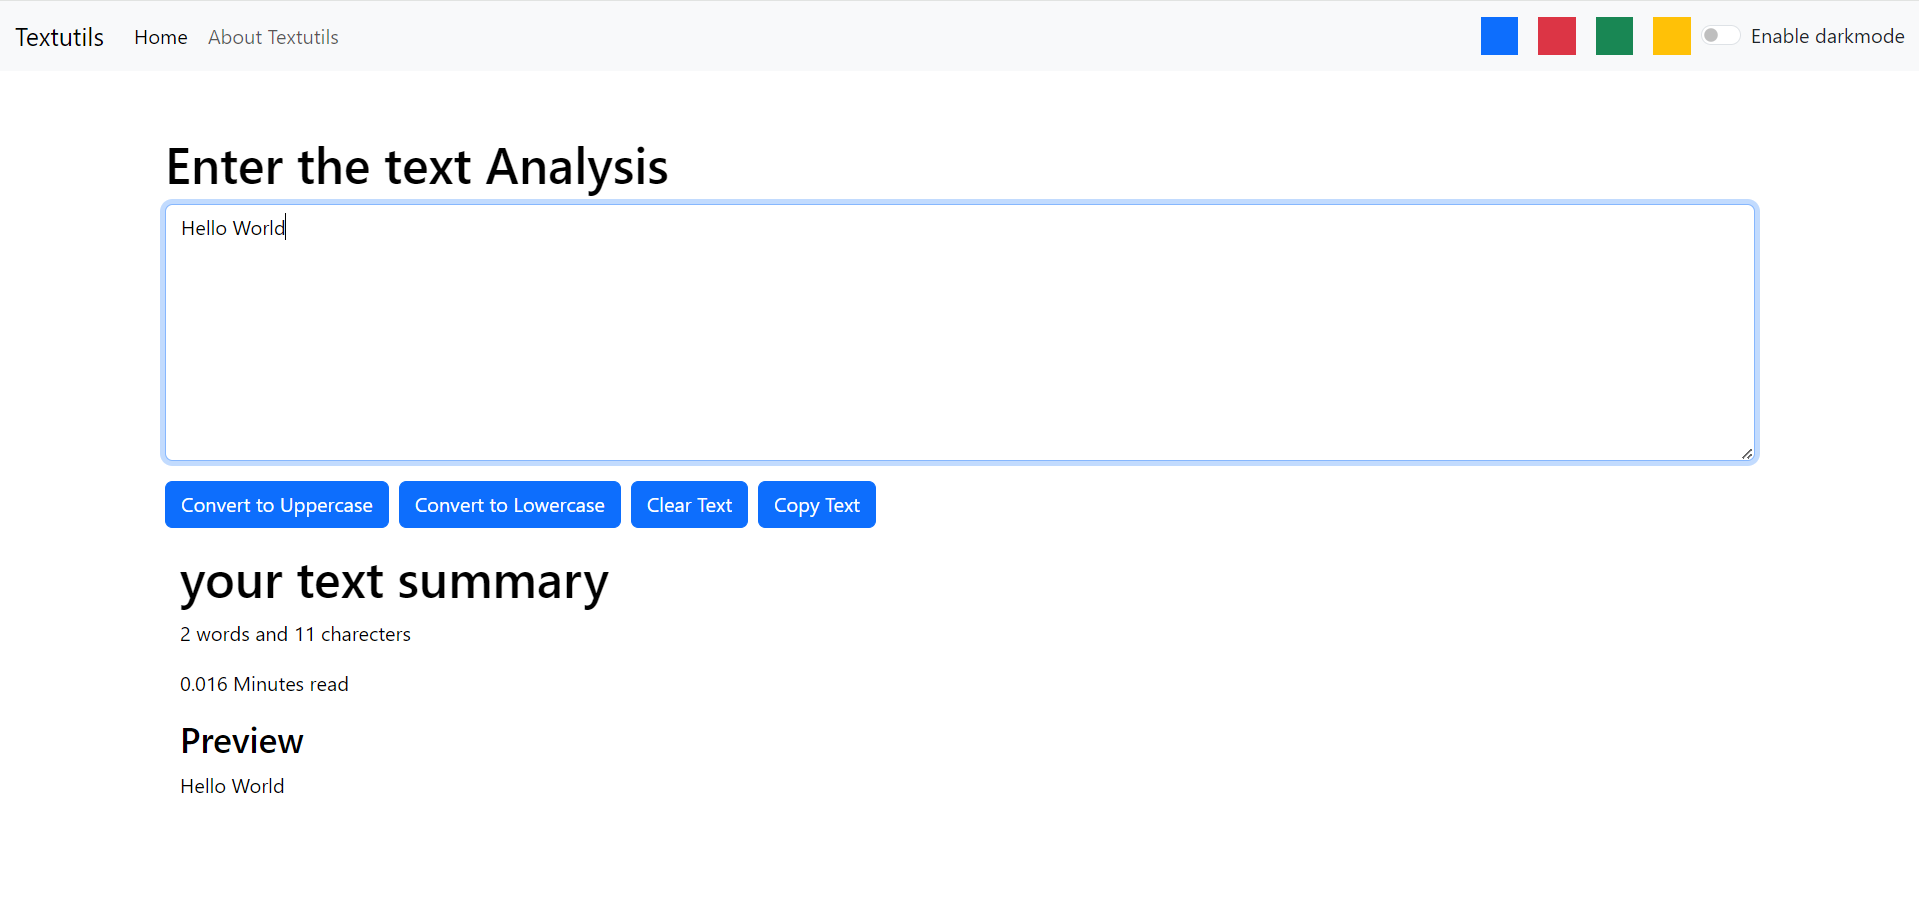 Textutils Home About Textutils Enable darkmode
Enter the text Analysis
Hello World
Convert to Uppercase Convert to Lowercase Clear Text Copy Text
your text summary
2 words and 11 charecters
0.016 Minutes read
Preview
Hello World